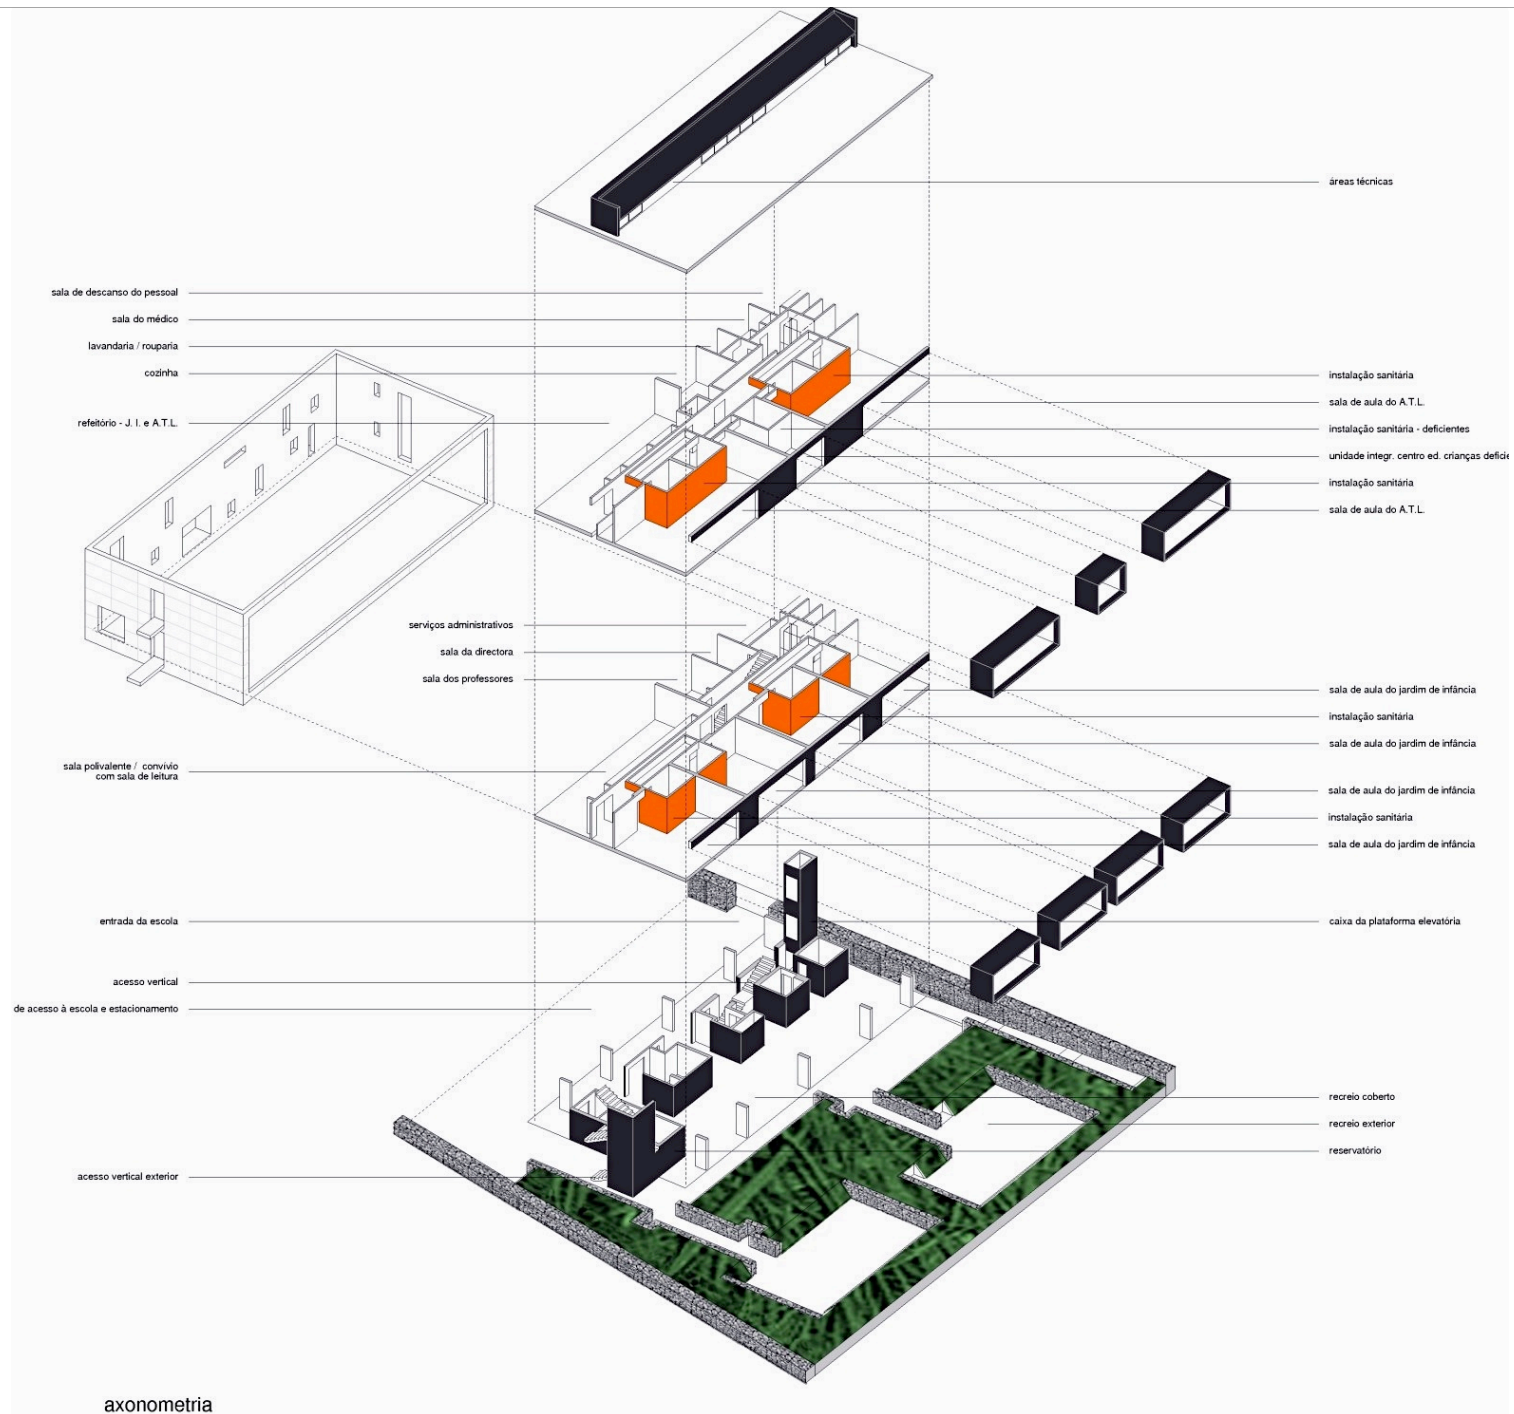 áreas técnicas
sala de descanso do pessoal
sala do médico
lavandaria / rouparia
cozinha
refeitório - J. I. e A.T.L.
instalação sanitária
sala de aula do A.T.L.
instalação sanitária - deficientes
unidade integr. centro ed. crianças deficie
instalação sanitária
sala de aula do A.T.L.
serviços administrativos
sala da directora
sala dos professores
sala polivalente / convívio
com sala de leitura
sala de aula do jardim de infância
instalação sanitária
sala de aula do jardim de infância
sala de aula do jardim de infância
instalação sanitária
sala de aula do jardim de infância
entrada da escola
acesso vertical
de acesso à escola e estacionamento
acesso vertical exterior
caixa da plataforma elevatória
recreio coberto
recreio exterior
reservatório
axonometria